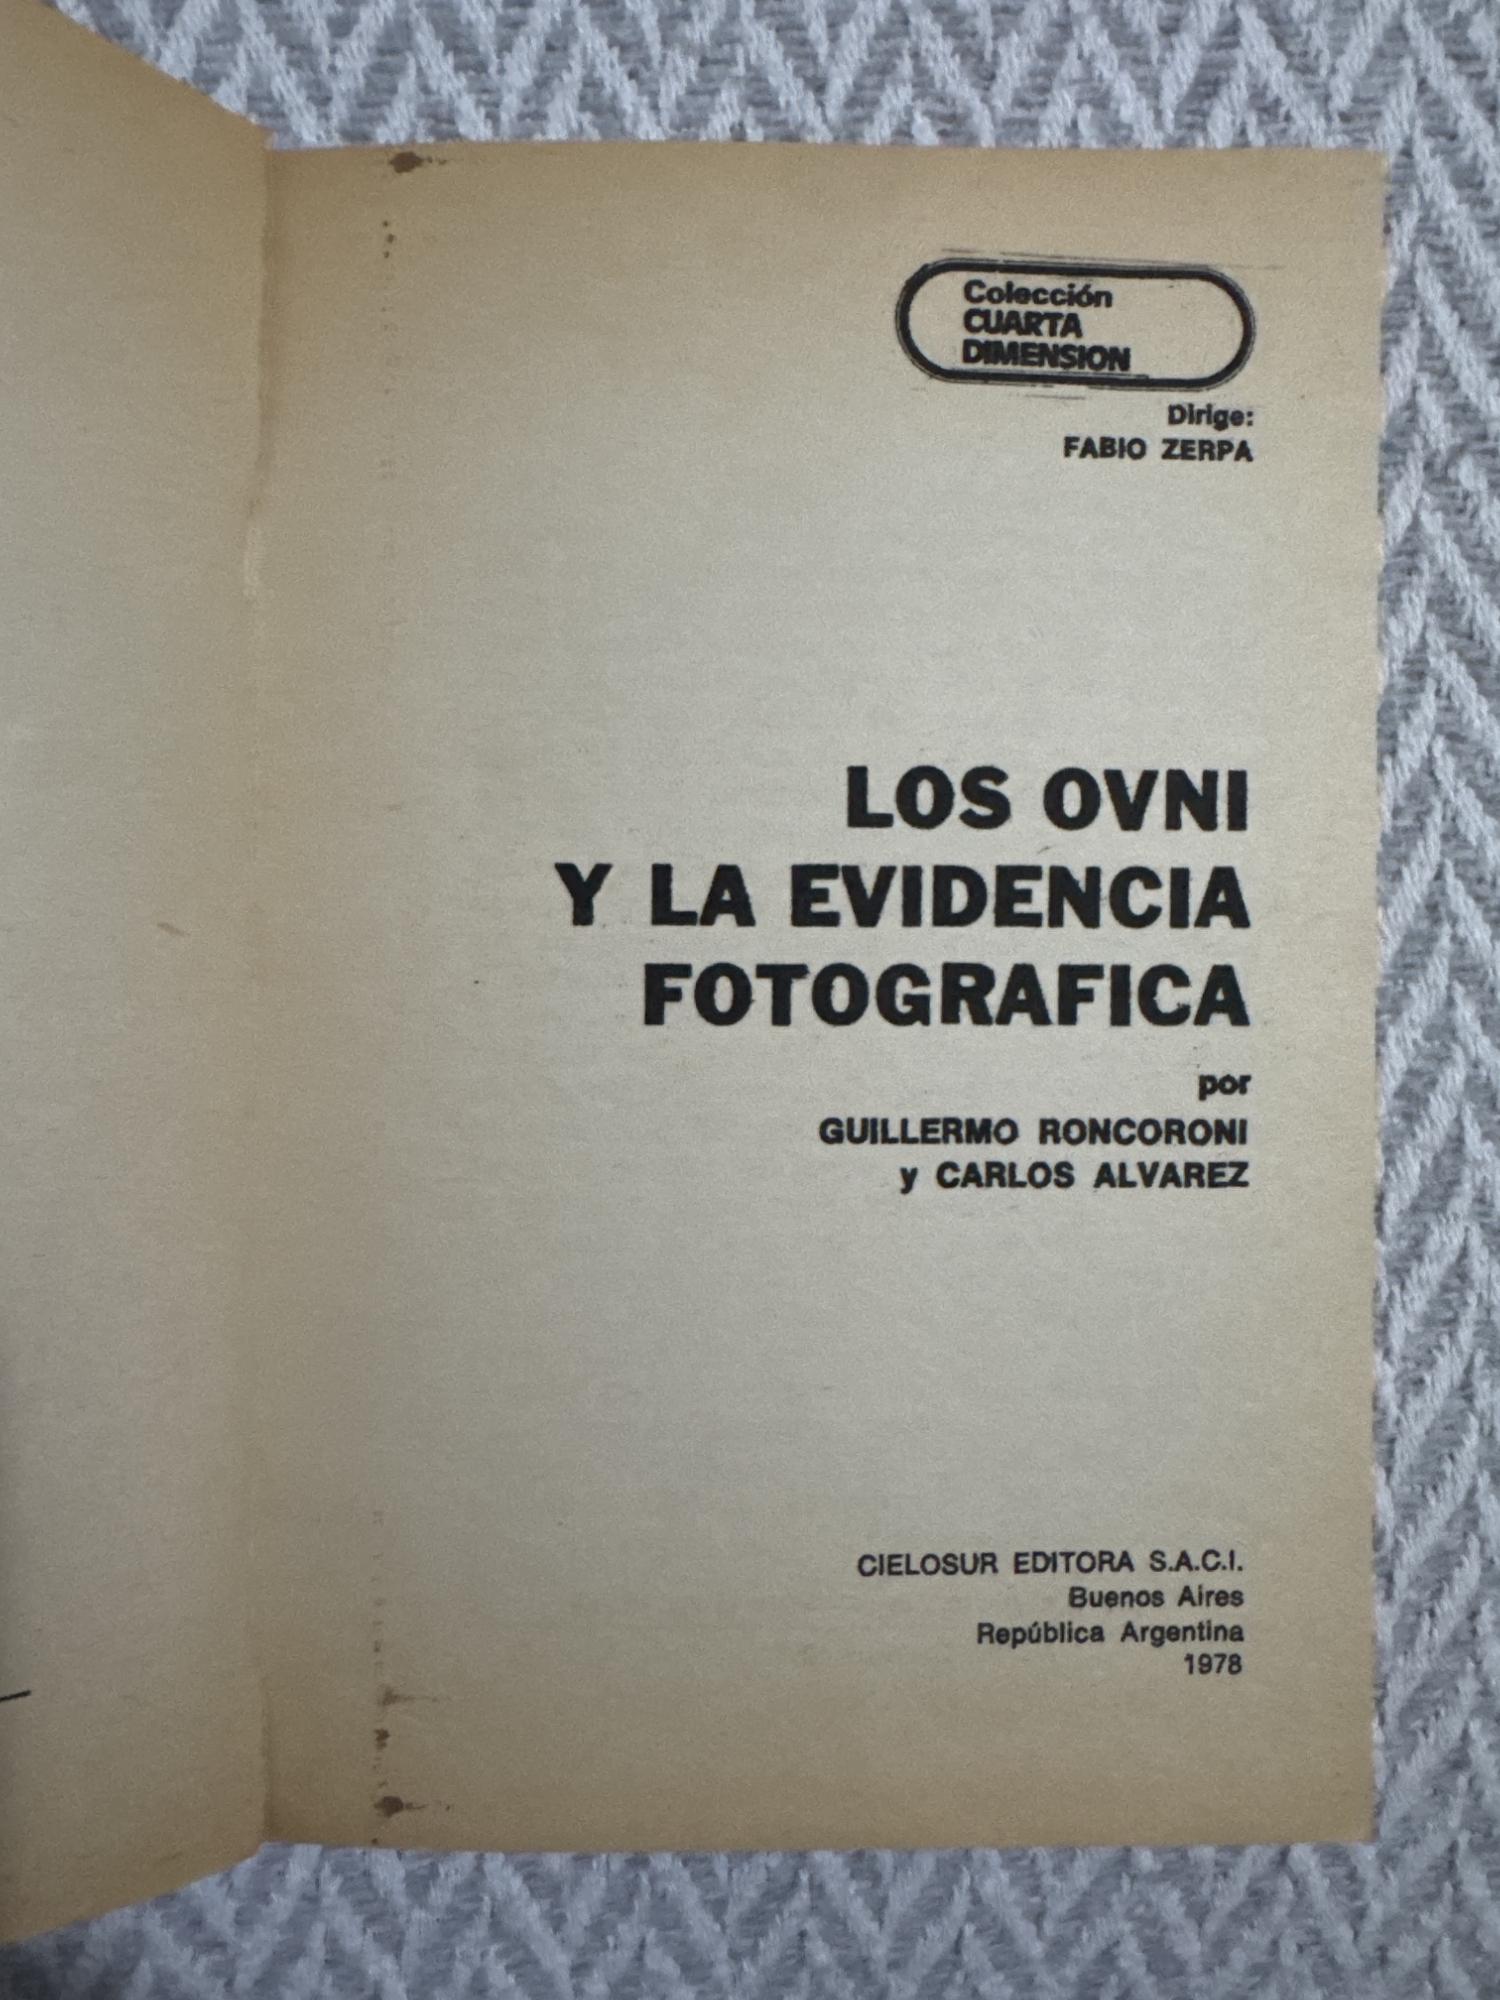 Colección
CUARTA
DIMENSION
Dirige:
FABIO ZERPA
LOS OVNI
Y LA EVIDENCIA
FOTOGRAFICA
por
GUILLERMO RONCORONI
y CARLOS ALVAREZ
CIELOSUR EDITORA S.A.C.I.
Buenos Aires
República Argentina
1978